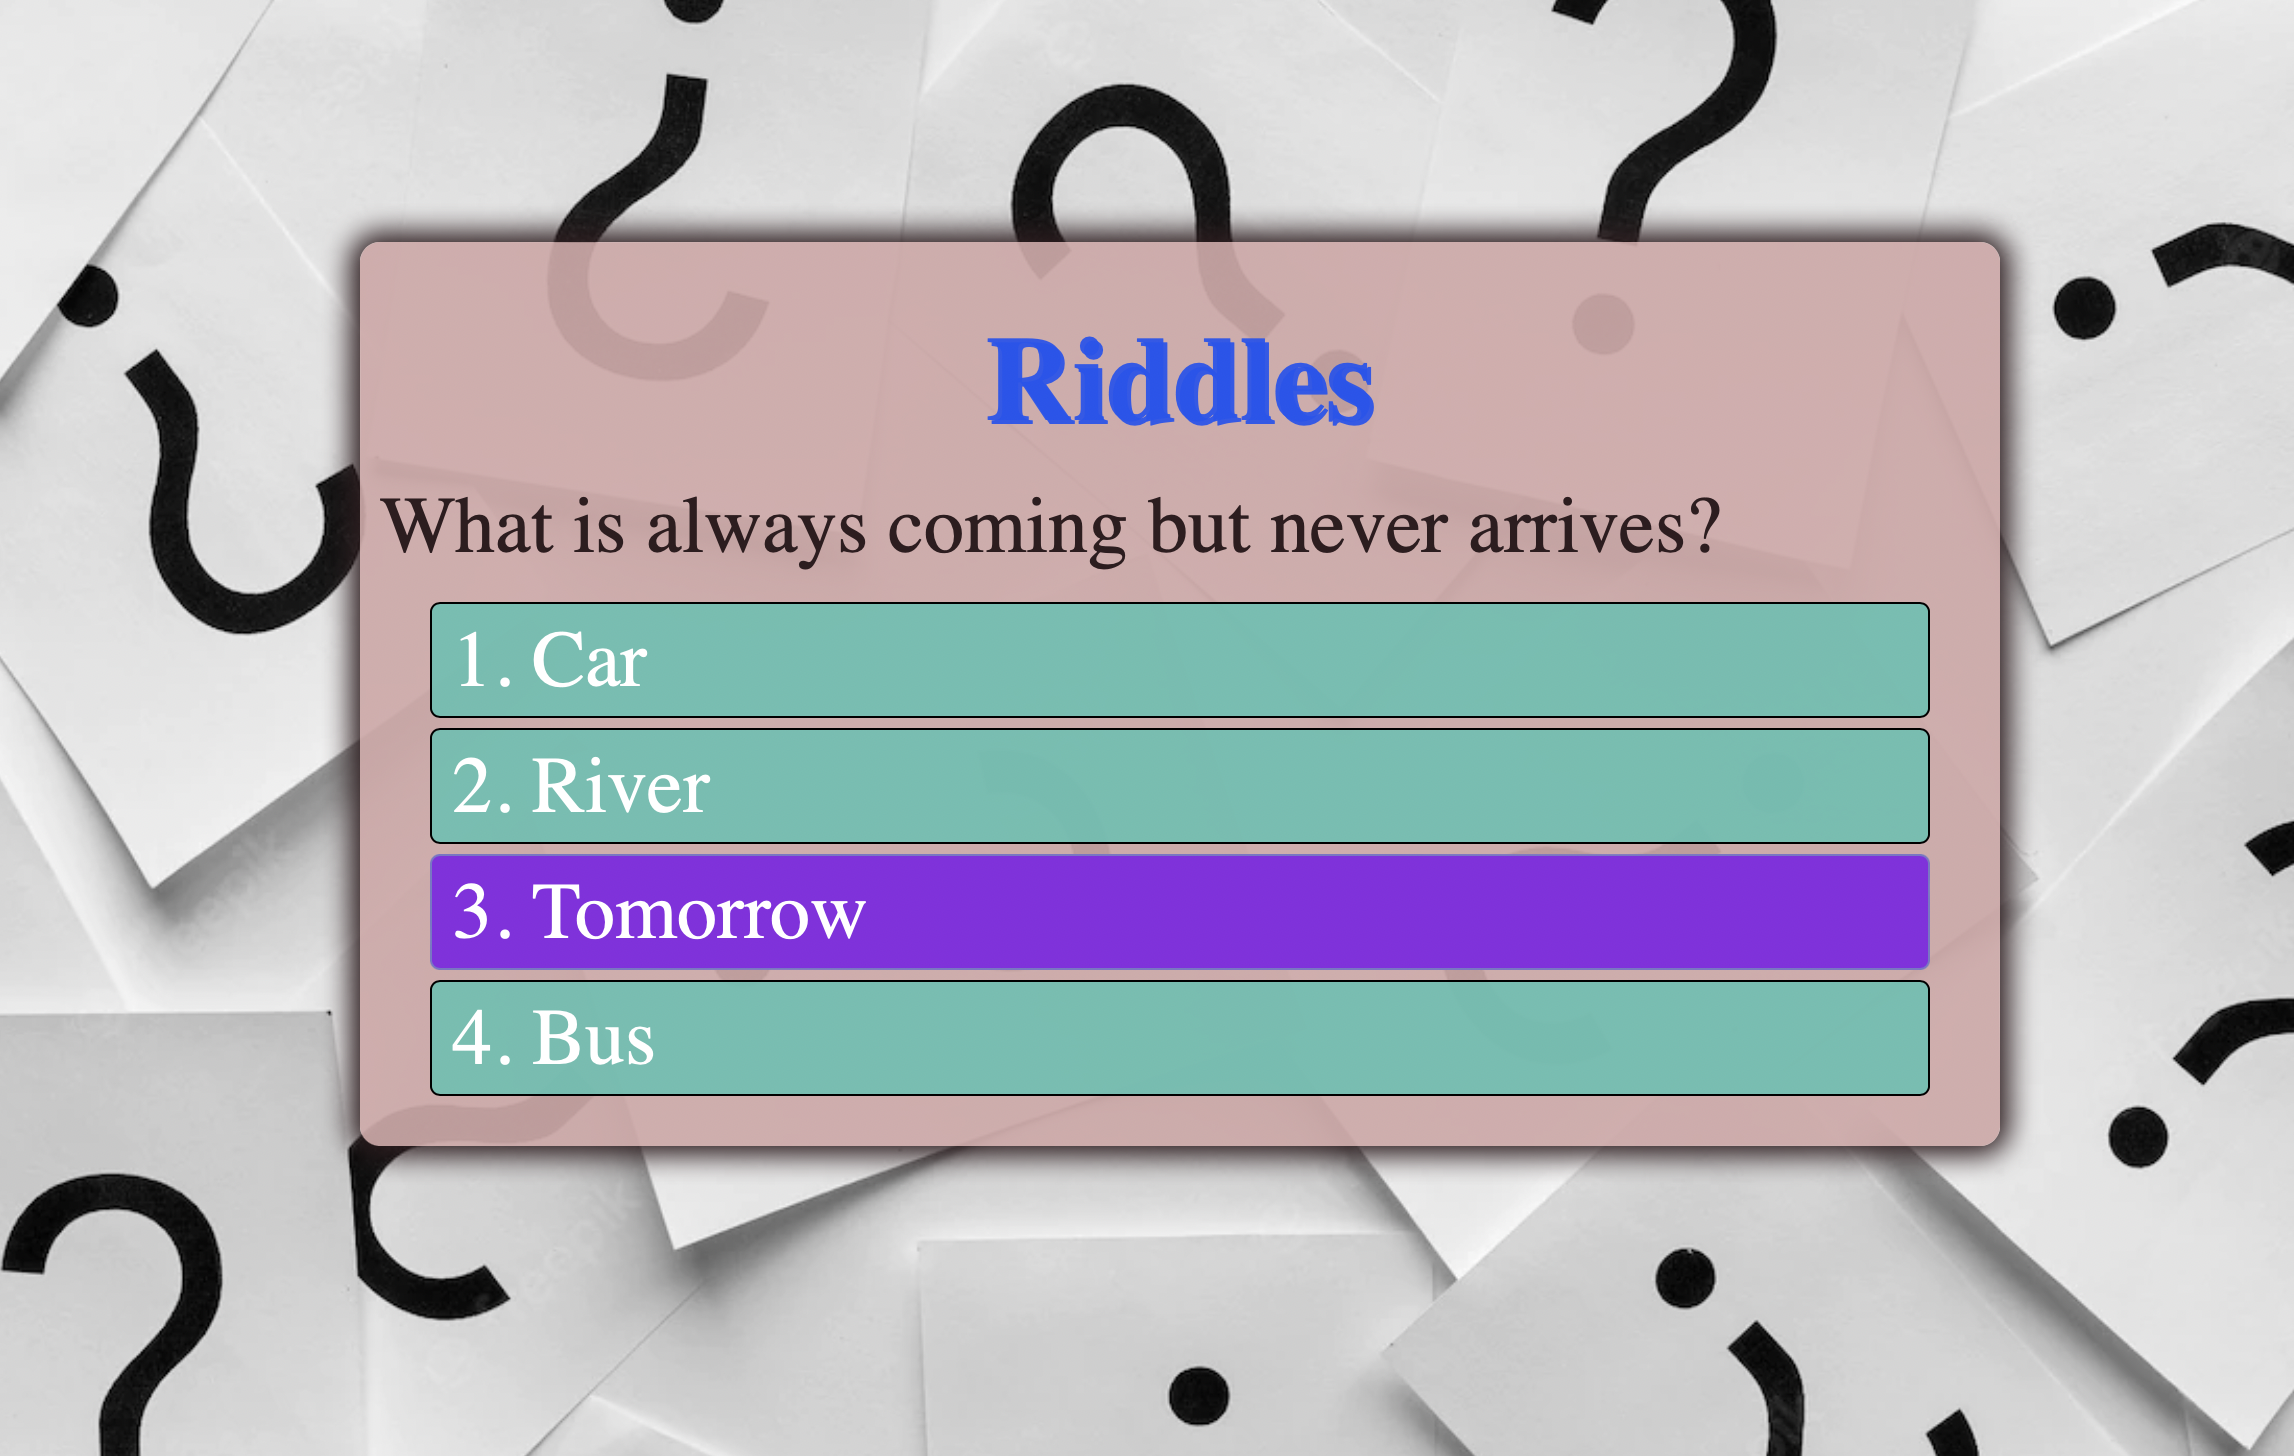 Riddles
What is always coming but never arrives?
1. Car
2. River
3. Tomorrow
4. Bus